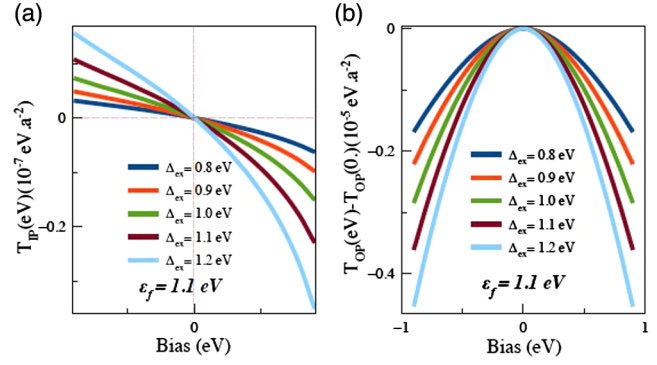 (a)
T_IP(eV)(10⁻⁷ eV.a⁻²)
0
−0.2
Δ_ex= 0.8 eV
Δ_ex= 0.9 eV
Δ_ex= 1.0 eV
Δ_ex= 1.1 eV
Δ_ex= 1.2 eV
ε_f = 1.1 eV
0
Bias (eV)
(b)
T_OP(eV)-T_OP(0.)(10⁻⁵ eV.a⁻²)
0
−0.2
−0.4
Δ_ex= 0.8 eV
Δ_ex= 0.9 eV
Δ_ex= 1.0 eV
Δ_ex= 1.1 eV
Δ_ex= 1.2 eV
ε_f = 1.1 eV
−1 0 1
Bias (eV)